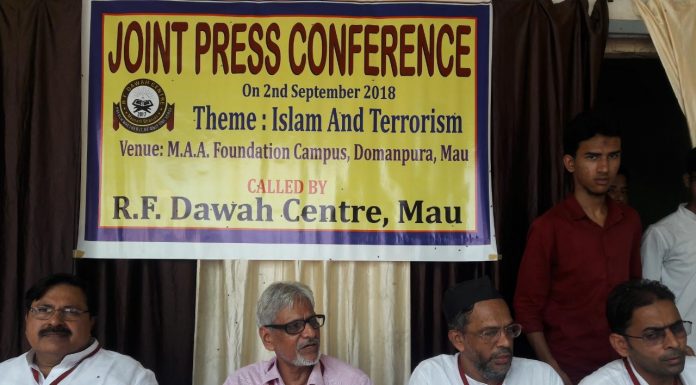 JOINT PRESS CONFERENCE
On 2nd September 2018
Theme : Islam And Terrorism
Venue: M.A.A. Foundation Campus, Domanpura, Mau
CALLED BY
R.F. Dawah Centre, Mau